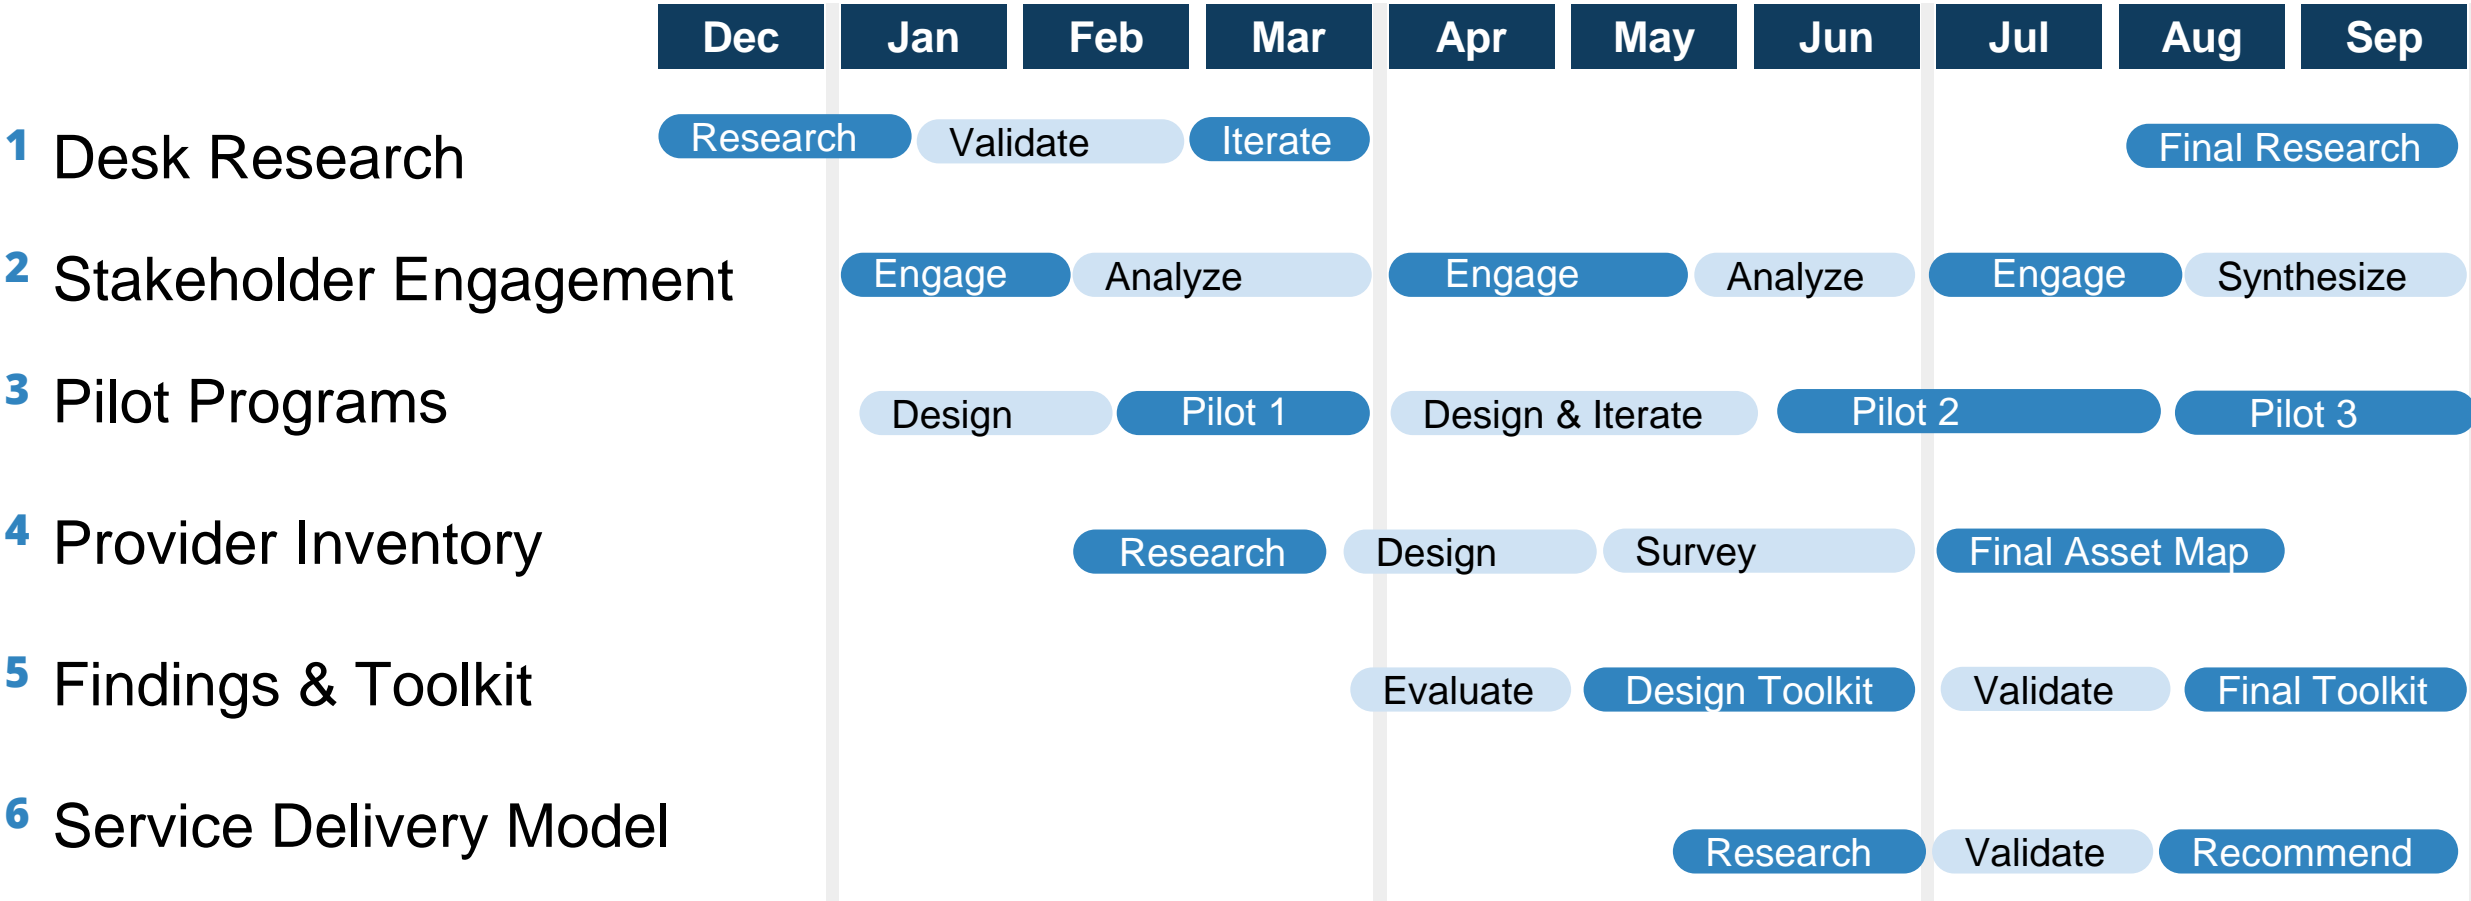 Dec Jan Feb Mar Apr May Jun Jul Aug Sep
1 Desk Research Research Validate Iterate Final Research
2 Stakeholder Engagement Engage Analyze Engage Analyze Engage Synthesize
3 Pilot Programs Design Pilot 1 Design & Iterate Pilot 2 Pilot 3
4 Provider Inventory Research Design Survey Final Asset Map
5 Findings & Toolkit Evaluate Design Toolkit Validate Final Toolkit
6 Service Delivery Model Research Validate Recommend